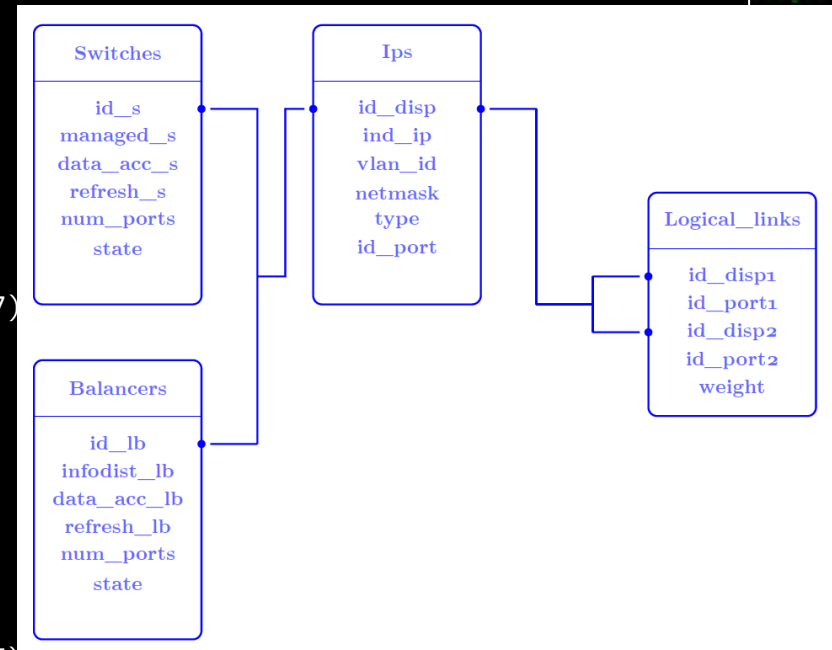 Switches
id_s
managed_s
data_acc_s
refresh_s
num_ports
state
Ips
id_disp
ind_ip
vlan_id
netmask
type
id_port
Logical_links
id_disp1
id_port1
id_disp2
id_port2
weight
7)
Balancers
id_lb
infodist_lb
data_acc_lb
refresh_lb
num_ports
state